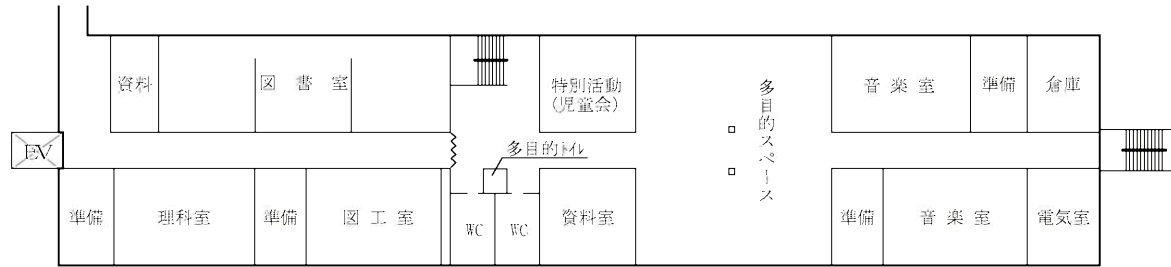 資料
図書室
特別活動
(児童会)
多目的スペース
音楽室
準備
倉庫
EV
多目的ﾄｲﾚ
準備
理科室
準備
図工室
WC
WC
資料室
準備
音楽室
電気室